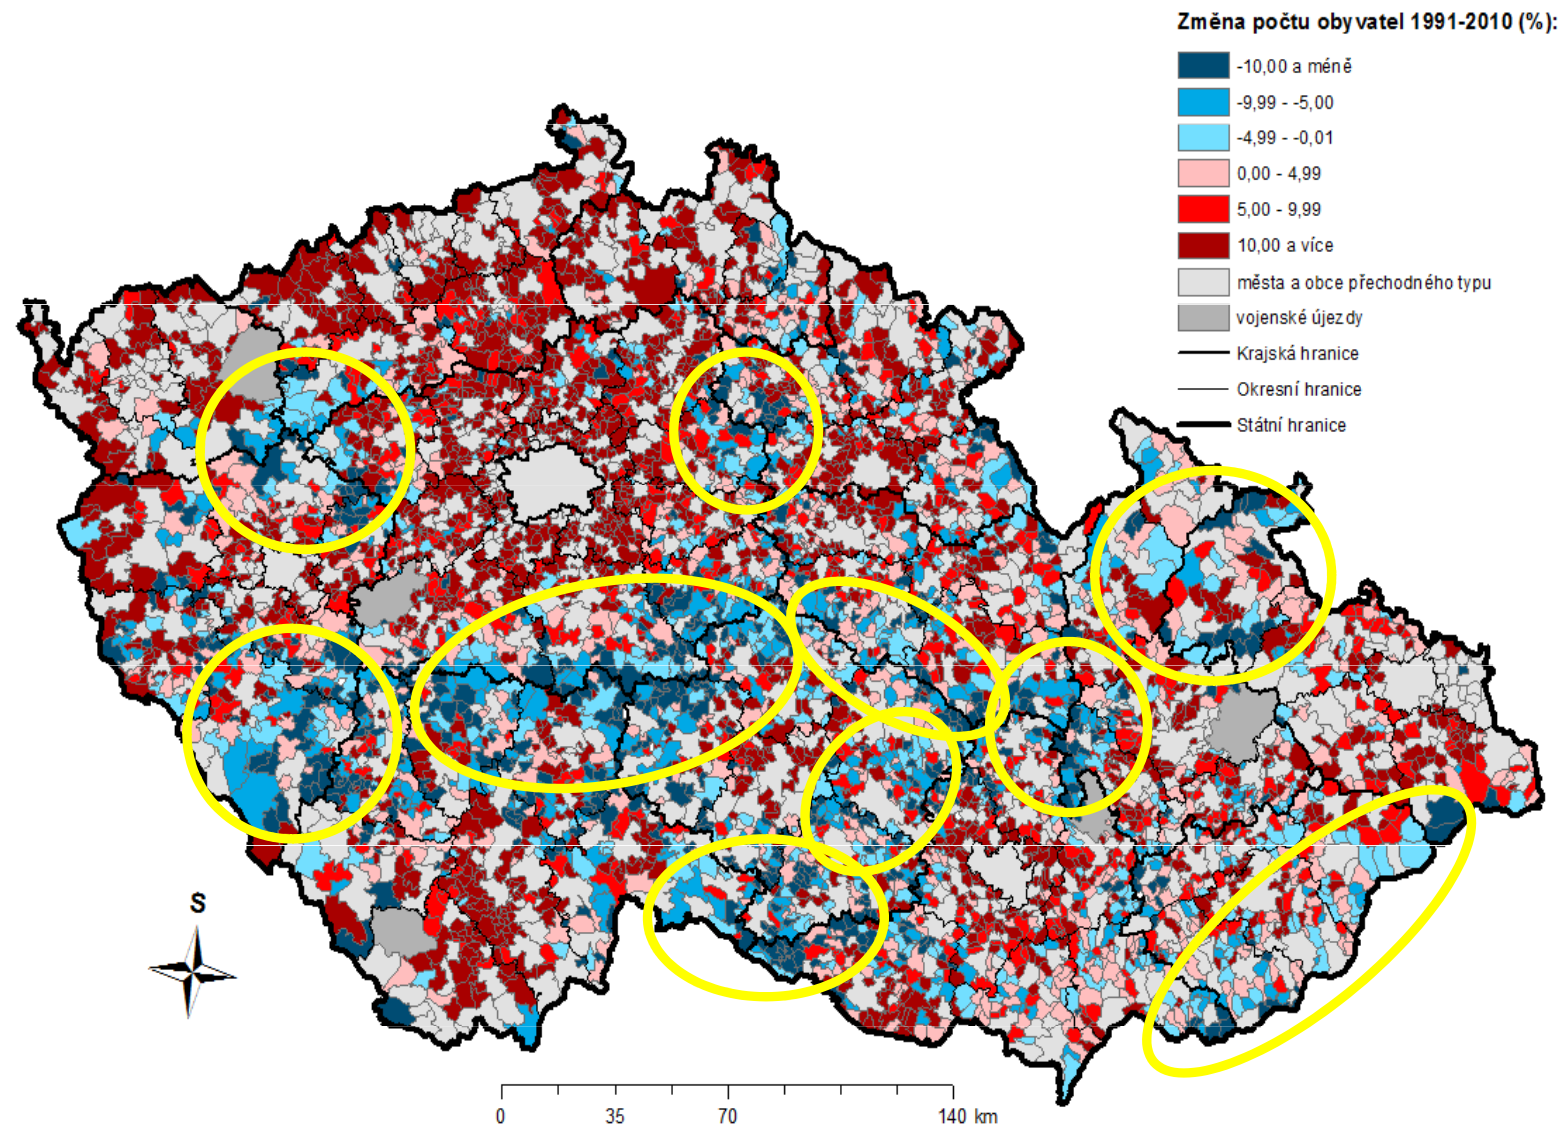 Změna počtu obyvatel 1991-2010 (%):
-10,00 a méně
-9,99 - -5,00
-4,99 - -0,01
0,00 - 4,99
5,00 - 9,99
10,00 a více
města a obce přechodného typu
vojenské újezdy
Krajská hranice
Okresní hranice
Státní hranice
S
0 35 70 140 km